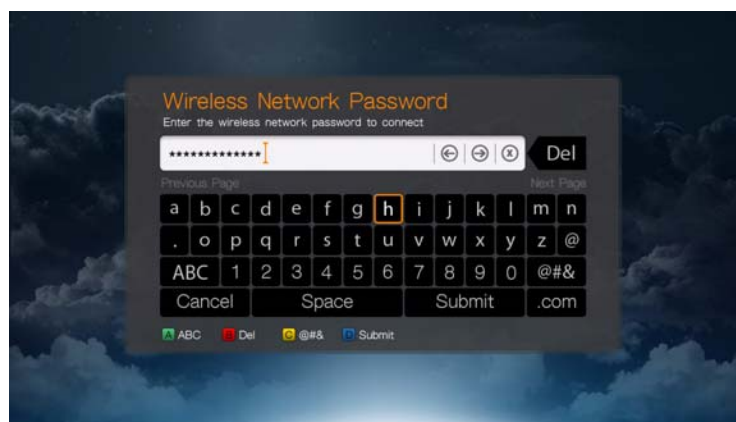 Wireless Network Password
Enter the wireless network password to connect
************* Del
Previous Page Next Page
a b c d e f g h i j k l m n
. o p q r s t u v w x y z @
ABC 1 2 3 4 5 6 7 8 9 0 @#&
Cancel Space Submit .com
A ABC B Del C @#& D Submit